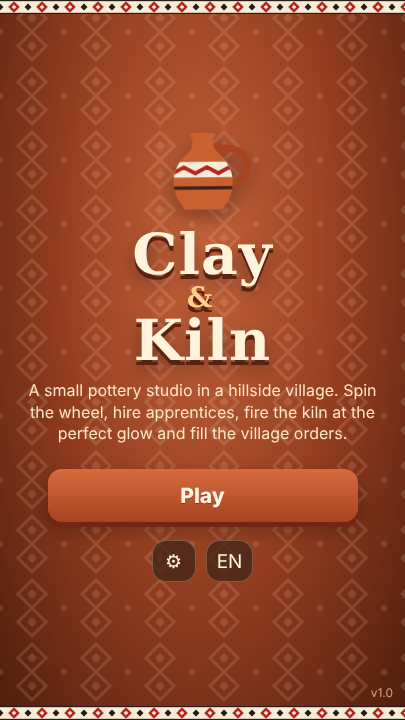 Clay
&
Kiln
A small pottery studio in a hillside village. Spin
the wheel, hire apprentices, fire the kiln at the
perfect glow and fill the village orders.
Play
EN
v1.0